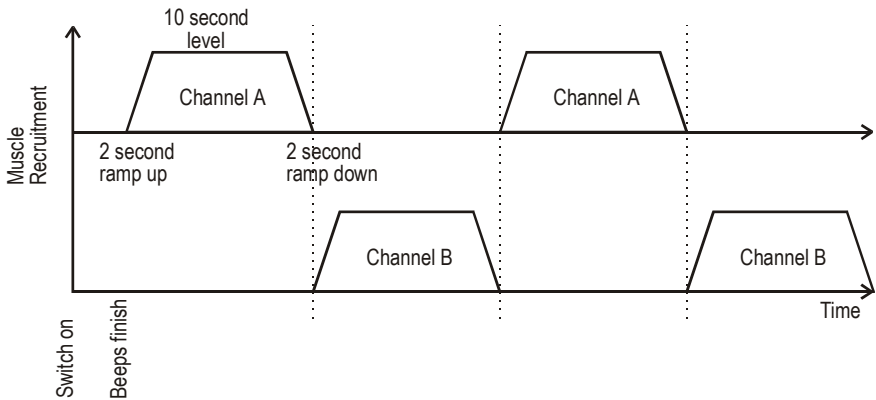 10 second
level
Channel A
Channel A
Muscle
Recruitment
2 second
ramp up
2 second
ramp down
Channel B
Channel B
Time
Switch on
Beeps finish